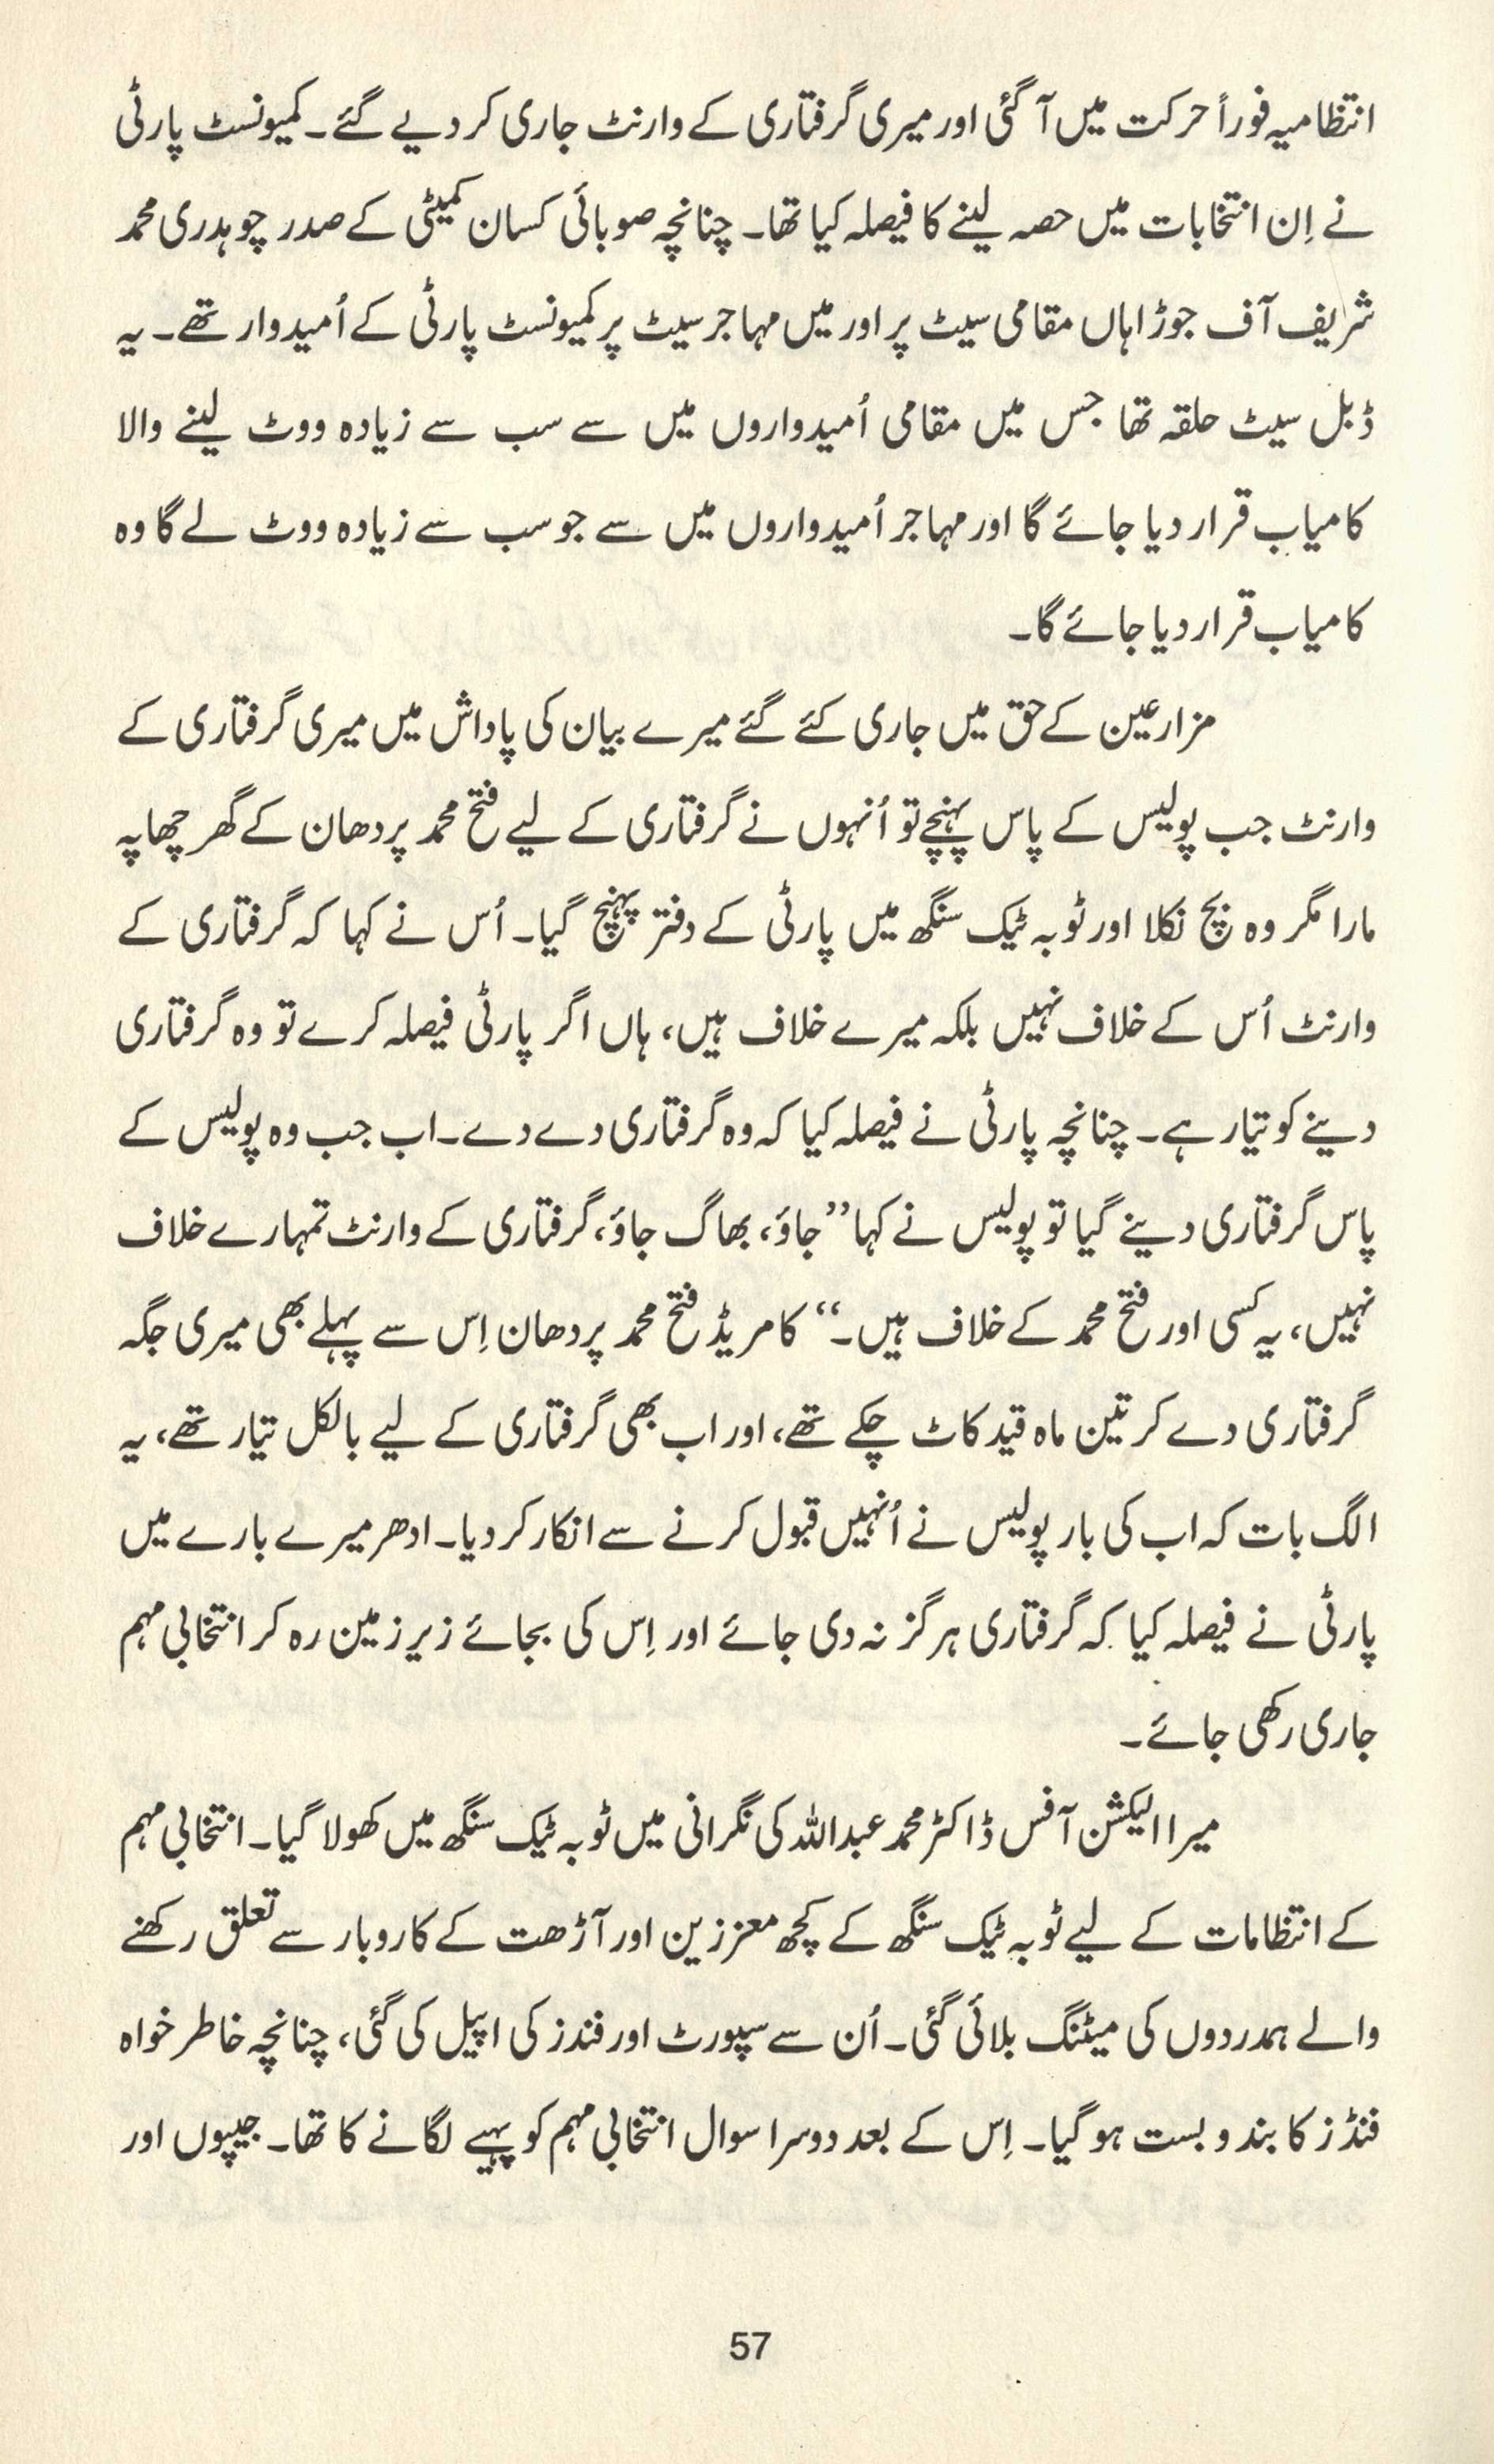 انتظامیہ فوراً حرکت میں آ گئی اور میری گرفتاری کے وارنٹ جاری کر دیے گئے۔ کمیونسٹ پارٹی
نے اِن انتخابات میں حصہ لینے کا فیصلہ کیا تھا۔ چنانچہ صوبائی کسان کمیٹی کے صدر چوہدری محمد
شریف آف جوڑاہاں مقامی سیٹ پر اور میں مہاجر سیٹ پر کمیونسٹ پارٹی کے اُمیدوار تھے۔ یہ
ڈبل سیٹ حلقہ تھا جس میں مقامی اُمیدواروں میں سے سب سے زیادہ ووٹ لینے والا
کامیاب قرار دیا جائے گا اور مہاجر اُمیدواروں میں سے جو سب سے زیادہ ووٹ لے گا وہ
کامیاب قرار دیا جائے گا۔
مزارعین کے حق میں جاری کئے گئے میرے بیان کی پاداش میں میری گرفتاری کے
وارنٹ جب پولیس کے پاس پہنچے تو اُنہوں نے گرفتاری کے لیے فتح محمد پردھان کے گھر چھاپہ
مارا مگر وہ بچ نکلا اور ٹوبہ ٹیک سنگھ میں پارٹی کے دفتر پہنچ گیا۔ اُس نے کہا کہ گرفتاری کے
وارنٹ اُس کے خلاف نہیں بلکہ میرے خلاف ہیں، ہاں اگر پارٹی فیصلہ کرے تو وہ گرفتاری
دینے کو تیار ہے۔ چنانچہ پارٹی نے فیصلہ کیا کہ وہ گرفتاری دے دے۔ اب جب وہ پولیس کے
پاس گرفتاری دینے گیا تو پولیس نے کہا ”جاؤ، بھاگ جاؤ، گرفتاری کے وارنٹ تمہارے خلاف
نہیں، یہ کسی اور فتح محمد کے خلاف ہیں۔“ کامریڈ فتح محمد پردھان اِس سے پہلے بھی میری جگہ
گرفتاری دے کر تین ماہ قید کاٹ چکے تھے، اور اب بھی گرفتاری کے لیے بالکل تیار تھے، یہ
الگ بات کہ اب کی بار پولیس نے اُنہیں قبول کرنے سے انکار کر دیا۔ ادھر میرے بارے میں
پارٹی نے فیصلہ کیا کہ گرفتاری ہرگز نہ دی جائے اور اِس کی بجائے زیر زمین رہ کر انتخابی مہم
جاری رکھی جائے۔
میرا الیکشن آفس ڈاکٹر محمد عبداللہ کی نگرانی میں ٹوبہ ٹیک سنگھ میں کھولا گیا۔ انتخابی مہم
کے انتظامات کے لیے ٹوبہ ٹیک سنگھ کے کچھ معززین اور آڑھت کے کاروبار سے تعلق رکھنے
والے ہمدردوں کی میٹنگ بلائی گئی۔ اُن سے سپورٹ اور فندز کی اپیل کی گئی، چنانچہ خاطر خواہ
فنڈز کا بندوبست ہو گیا۔ اِس کے بعد دوسرا سوال انتخابی مہم کو پہیے لگانے کا تھا۔ جیپوں اور
57